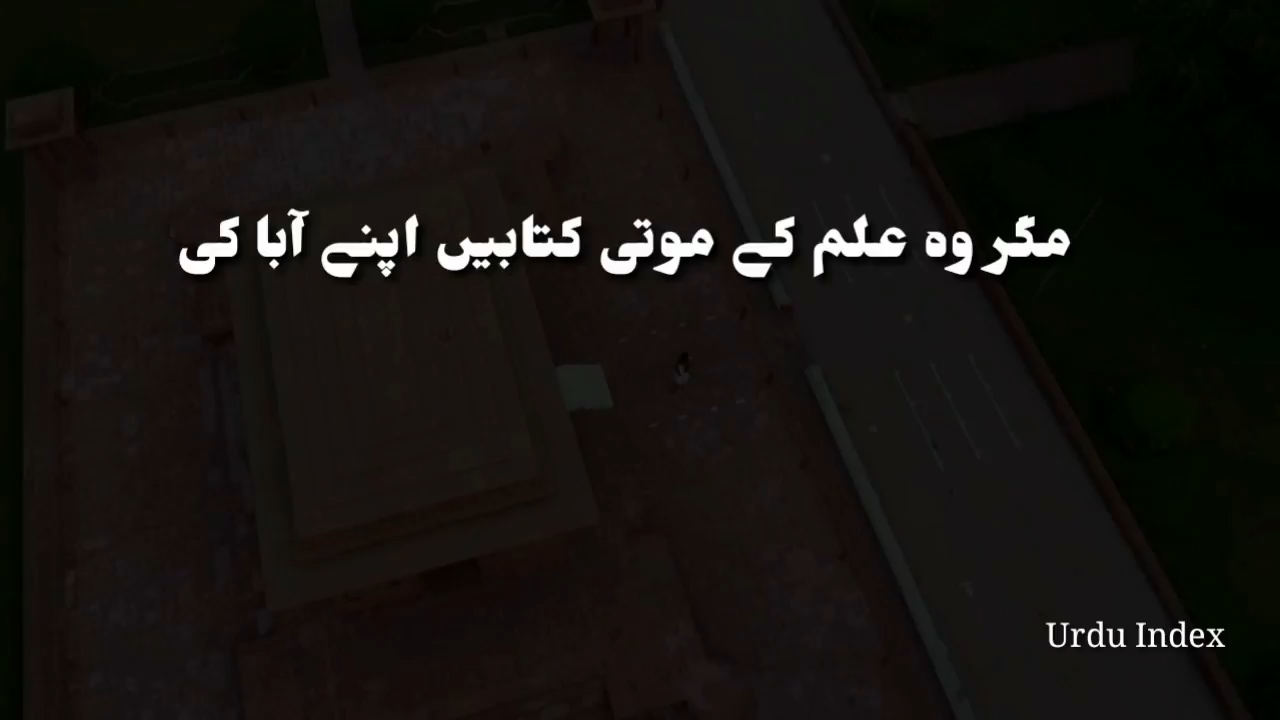 مگر وہ علم کے موتی کتابیں اپنے آبا کی
Urdu Index